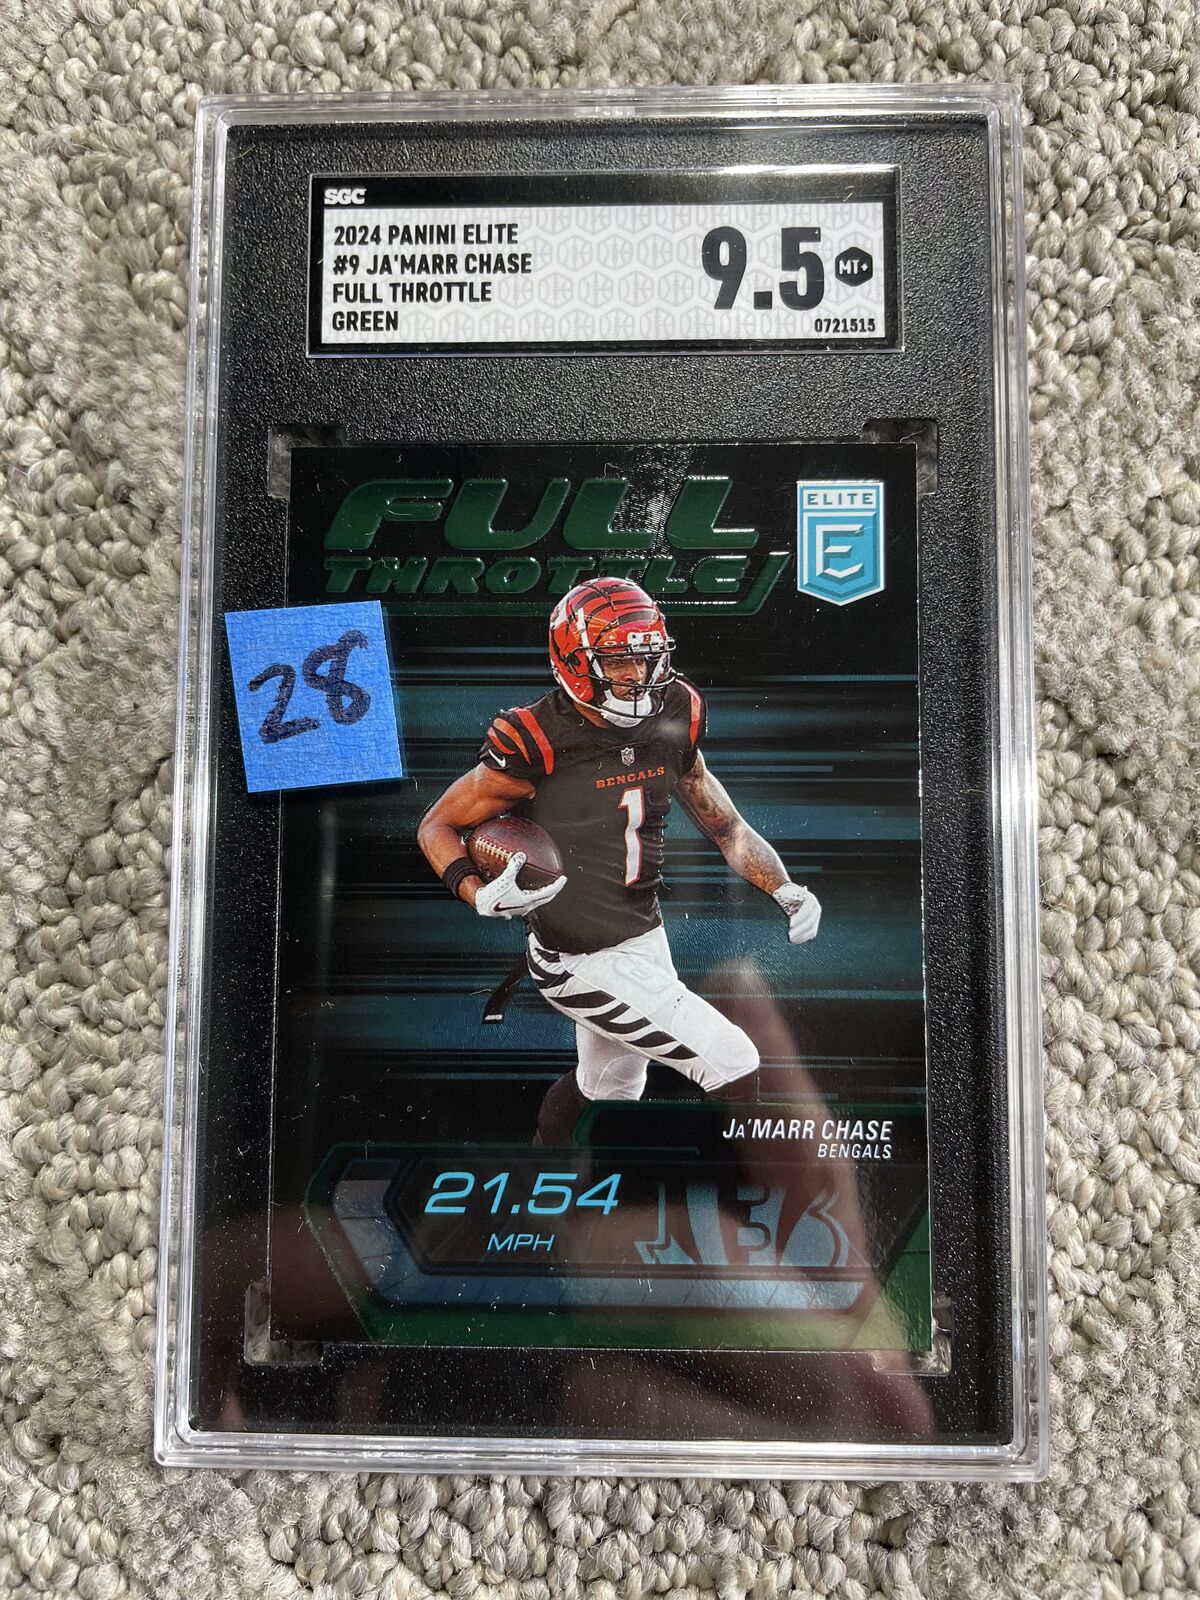 SGC
2024 PANINI ELITE
#9 JA'MARR CHASE
FULL THROTTLE
GREEN
9.5
MT+
0721515
FULL
THROTTLE
ELITE
E
28
BENGALS
1
JA'MARR CHASE
BENGALS
21.54
MPH